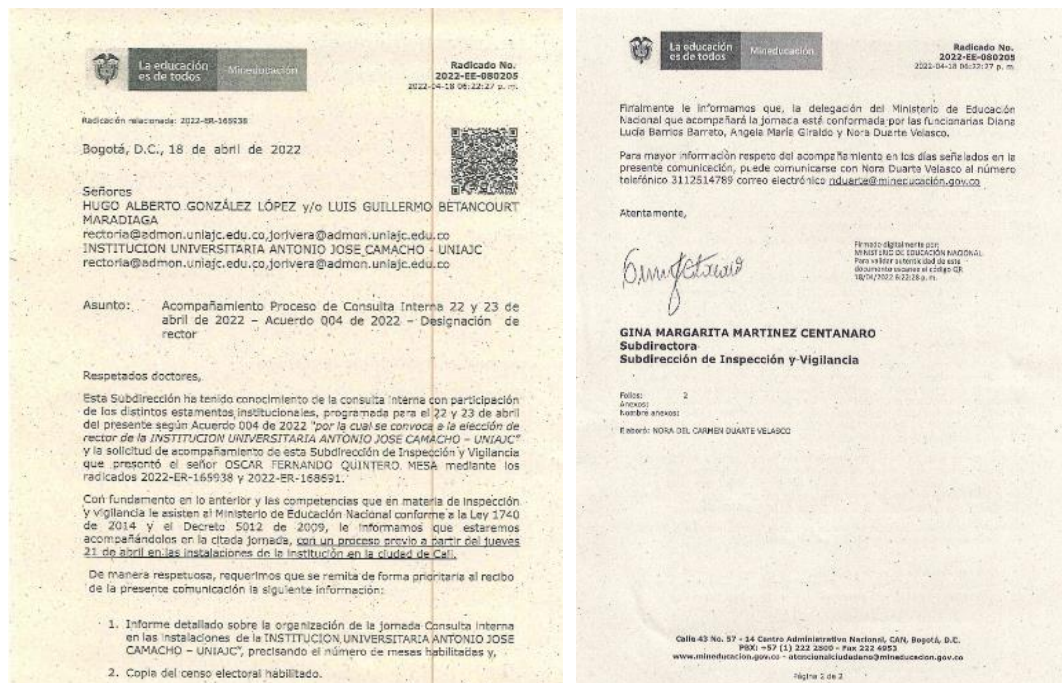 La educación
es de todos
Mineducación
Radicado No.
2022-EE-080205
2022-04-18 06:22:27 p. m.
Radicación relacionada: 2022-ER-165938
Bogotá, D.C., 18 de abril de 2022
Señores
HUGO ALBERTO GONZÁLEZ LÓPEZ y/o LUIS GUILLERMO BETANCOURT
MARADIAGA
rectoria@admon.uniajc.edu.co,jorivera@admon.uniajc.edu.co
INSTITUCION UNIVERSITARIA ANTONIO JOSE CAMACHO - UNIAJC
rectoria@admon.uniajc.edu.co,jorivera@admon.uniajc.edu.co
Asunto: Acompañamiento Proceso de Consulta Interna 22 y 23 de
abril de 2022 – Acuerdo 004 de 2022 – Designación de
rector
Respetados doctores,
Esta Subdirección ha tenido conocimiento de la consulta interna con participación
de los distintos estamentos institucionales, programada para el 22 y 23 de abril
del presente según Acuerdo 004 de 2022 "por la cual se convoca a la elección de
rector de la INSTITUCION UNIVERSITARIA ANTONIO JOSE CAMACHO – UNIAJC"
y la solicitud de acompañamiento de esta Subdirección de Inspección y Vigilancia
que presentó el señor OSCAR FERNANDO QUINTERO MESA mediante los
radicados 2022-ER-165938 y 2022-ER-168691.
Con fundamento en lo anterior y las competencias que en materia de inspección
y vigilancia le asisten al Ministerio de Educación Nacional conforme a la Ley 1740
de 2014 y el Decreto 5012 de 2009, le informamos que estaremos
acompañándolos en la citada jornada, con un proceso previo a partir del jueves
21 de abril en las instalaciones de la institución en la ciudad de Cali.
De manera respetuosa, requerimos que se remita de forma prioritaria al recibo
de la presente comunicación la siguiente información:
1. Informe detallado sobre la organización de la jornada Consulta Interna
en las instalaciones de la INSTITUCION UNIVERSITARIA ANTONIO JOSE
CAMACHO – UNIAJC", precisando el número de mesas habilitadas y,
2. Copia del censo electoral habilitado.
La educación
es de todos
Mineducación
Radicado No.
2022-EE-080205
2022-04-18 06:22:27 p. m.
Finalmente le informamos que, la delegación del Ministerio de Educación
Nacional que acompañará la jornada está conformada por las funcionarias Diana
Lucía Barrios Barreto, Angela María Giraldo y Nora Duarte Velasco.
Para mayor información respeto del acompañamiento en los días señalados en la
presente comunicación, puede comunicarse con Nora Duarte Velasco al número
telefónico 3112514789 correo electrónico nduarte@mineducación.gov.co
Atentamente,
Firmado digitalmente por:
MINISTERIO DE EDUCACIÓN NACIONAL
Para validar autenticidad de este
documento escanee el código QR
18/04/2022 6:22:28 p. m.
GINA MARGARITA MARTINEZ CENTANARO
Subdirectora
Subdirección de Inspección y Vigilancia
Folios: 2
Anexos:
Nombre anexos:
Elaboró: NORA DEL CARMEN DUARTE VELASCO
Calle 43 No. 57 - 14 Centro Administrativo Nacional, CAN, Bogotá, D.C.
PBX: +57 (1) 222 2800 - Fax 222 4953
www.mineducacion.gov.co - atencionalciudadano@mineducacion.gov.co
Página 2 de 2